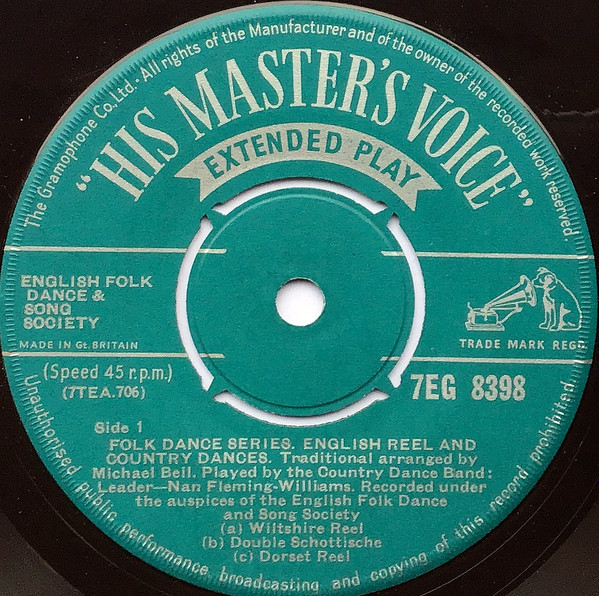 The Gramophone Co. Ltd. · All rights of the Manufacturer and of the owner of the recorded work reserved.
"HIS MASTER'S VOICE"
EXTENDED PLAY
ENGLISH FOLK
DANCE &
SONG
SOCIETY
MADE IN Gt. BRITAIN
TRADE MARK REGD
(Speed 45 r.p.m.)
(7TEA.706)
7EG 8398
Side 1
FOLK DANCE SERIES. ENGLISH REEL AND
COUNTRY DANCES. Traditional arranged by
Michael Bell. Played by the Country Dance Band:
Leader—Nan Fleming-Williams. Recorded under
the auspices of the English Folk Dance
and Song Society
(a) Wiltshire Reel
(b) Double Schottische
(c) Dorset Reel
Unauthorised public performance broadcasting and copying of this record prohibited.